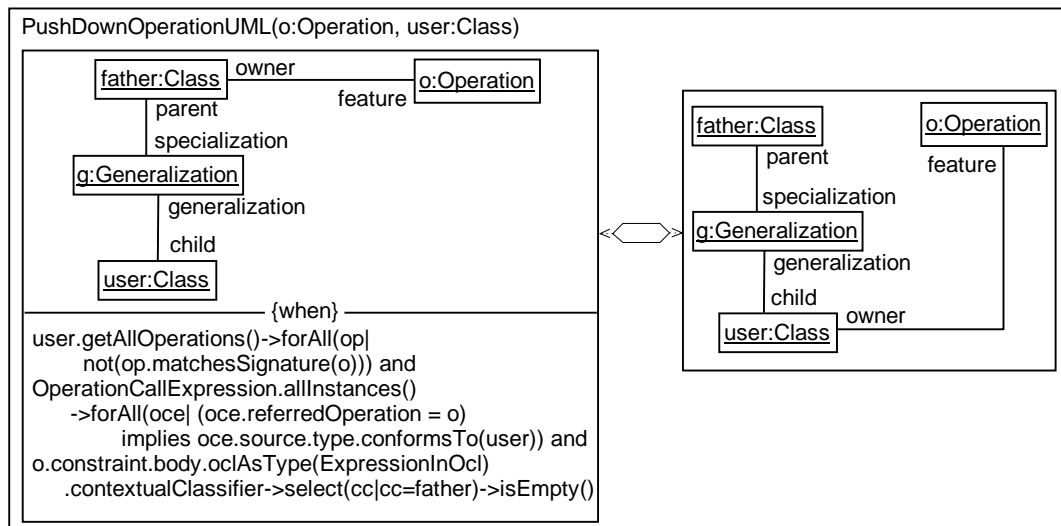 PushDownOperationUML(o:Operation, user:Class)
father:Class
owner
o:Operation
parent
feature
specialization
g:Generalization
generalization
child
user:Class
{when}
user.getAllOperations()->forAll(op|
not(op.matchesSignature(o))) and
OperationCallExpression.allInstances()
->forAll(oce| (oce.referredOperation = o)
implies oce.source.type.conformsTo(user)) and
o.constraint.body.oclAsType(ExpressionInOcl)
.contextualClassifier->select(cc|cc=father)->isEmpty()
father:Class
o:Operation
parent
feature
specialization
g:Generalization
generalization
child
owner
user:Class